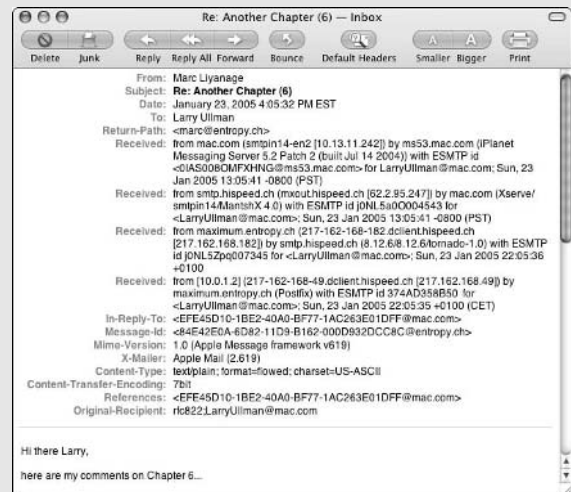 Re: Another Chapter (6) — Inbox
Delete Junk Reply Reply All Forward Bounce Default Headers Smaller Bigger Print
From: Marc Liyanage
Subject: Re: Another Chapter (6)
Date: January 23, 2005 4:05:32 PM EST
To: Larry Ullman
Return-Path: <marc@entropy.ch>
Received: from mac.com (smtpin14-en2 [10.13.11.242]) by ms53.mac.com (iPlanet
Messaging Server 5.2 Patch 2 (built Jul 14 2004)) with ESMTP id
<0IAS008OMFXHNG@ms53.mac.com> for LarryUllman@mac.com; Sun, 23
Jan 2005 13:05:41 -0800 (PST)
Received: from smtp.hispeed.ch (mxout.hispeed.ch [62.2.95.247]) by mac.com (Xserve/
smtpin14/MantshX 4.0) with ESMTP id j0NL5a0O004543 for
<LarryUllman@mac.com>; Sun, 23 Jan 2005 13:05:41 -0800 (PST)
Received: from maximum.entropy.ch (217-162-168-182.dclient.hispeed.ch
[217.162.168.182]) by smtp.hispeed.ch (8.12.6/8.12.6/tornado-1.0) with ESMTP
id j0NL5Zpq007345 for <LarryUllman@mac.com>; Sun, 23 Jan 2005 22:05:36
+0100
Received: from [10.0.1.2] (217-162-168-49.dclient.hispeed.ch [217.162.168.49]) by
maximum.entropy.ch (Postfix) with ESMTP id 374AD358B50 for
<LarryUllman@mac.com>; Sun, 23 Jan 2005 22:05:35 +0100 (CET)
In-Reply-To: <EFE45D10-1BE2-40A0-BF77-1AC263E01DFF@mac.com>
Message-Id: <84E42E0A-6D82-11D9-B162-000D932DCC8C@entropy.ch>
Mime-Version: 1.0 (Apple Message framework v619)
X-Mailer: Apple Mail (2.619)
Content-Type: text/plain; format=flowed; charset=US-ASCII
Content-Transfer-Encoding: 7bit
References: <EFE45D10-1BE2-40A0-BF77-1AC263E01DFF@mac.com>
Original-Recipient: rfc822;LarryUllman@mac.com
Hi there Larry,
here are my comments on Chapter 6...